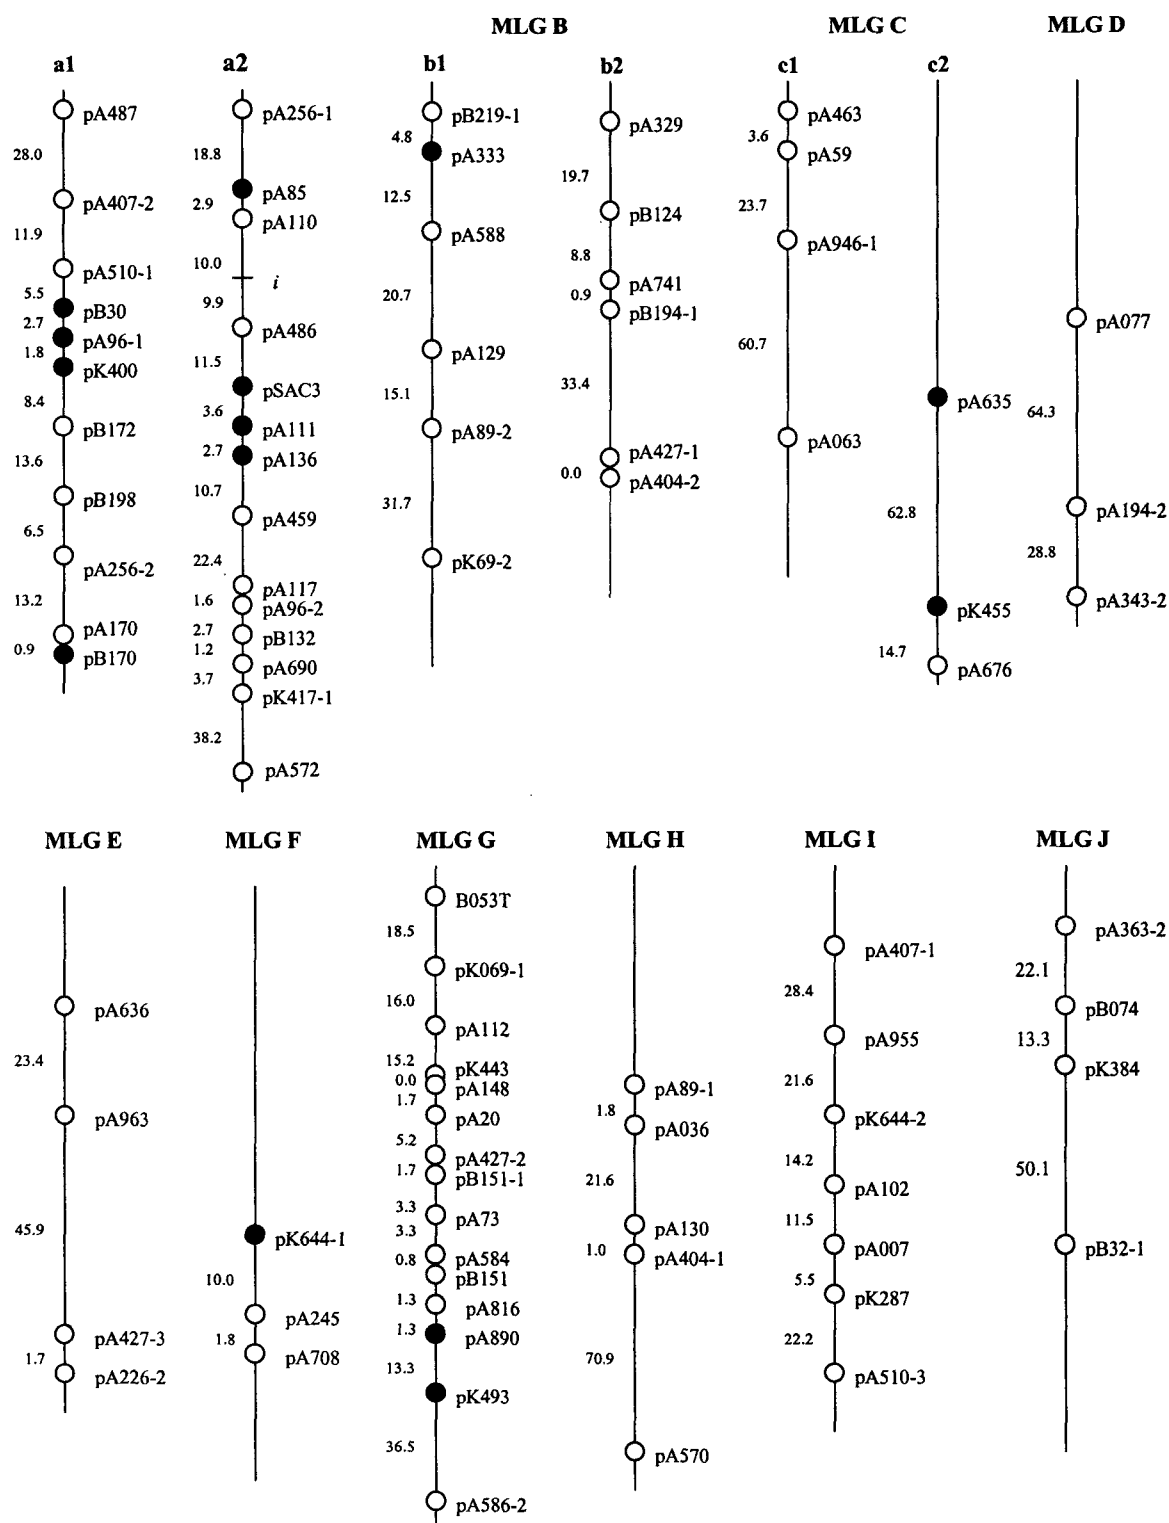 MLG B MLG C MLG D
a1 a2 b1 b2 c1 c2
pA487
28.0
pA407-2
11.9
pA510-1
5.5
pB30
2.7
pA96-1
1.8
pK400
8.4
pB172
13.6
pB198
6.5
pA256-2
13.2
pA170
0.9
pB170
pA256-1
18.8
pA85
2.9
pA110
10.0
i
9.9
pA486
11.5
pSAC3
3.6
pA111
2.7
pA136
10.7
pA459
22.4
pA117
1.6
pA96-2
2.7
pB132
1.2
pA690
3.7
pK417-1
38.2
pA572
pB219-1
4.8
pA333
12.5
pA588
20.7
pA129
15.1
pA89-2
31.7
pK69-2
pA329
19.7
pB124
8.8
pA741
0.9
pB194-1
33.4
pA427-1
0.0
pA404-2
pA463
3.6
pA59
23.7
pA946-1
60.7
pA063
pA635
62.8
pK455
14.7
pA676
pA077
64.3
pA194-2
28.8
pA343-2
MLG E MLG F MLG G MLG H MLG I MLG J
pA636
23.4
pA963
45.9
pA427-3
1.7
pA226-2
pK644-1
10.0
pA245
1.8
pA708
B053T
18.5
pK069-1
16.0
pA112
15.2
pK443
0.0
pA148
1.7
pA20
5.2
pA427-2
1.7
pB151-1
3.3
pA73
3.3
pA584
0.8
pB151
1.3
pA816
1.3
pA890
13.3
pK493
36.5
pA586-2
pA89-1
1.8
pA036
21.6
pA130
1.0
pA404-1
70.9
pA570
pA407-1
28.4
pA955
21.6
pK644-2
14.2
pA102
11.5
pA007
5.5
pK287
22.2
pA510-3
pA363-2
22.1
pB074
13.3
pK384
50.1
pB32-1